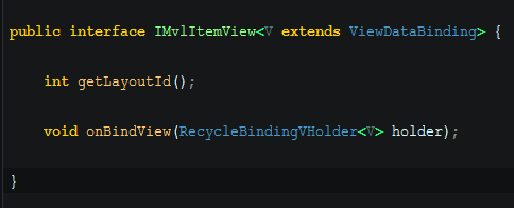 public interface IMvlItemView<V extends ViewDataBinding> {
int getLayoutId();
void onBindView(RecycleBindingVHolder<V> holder);
}